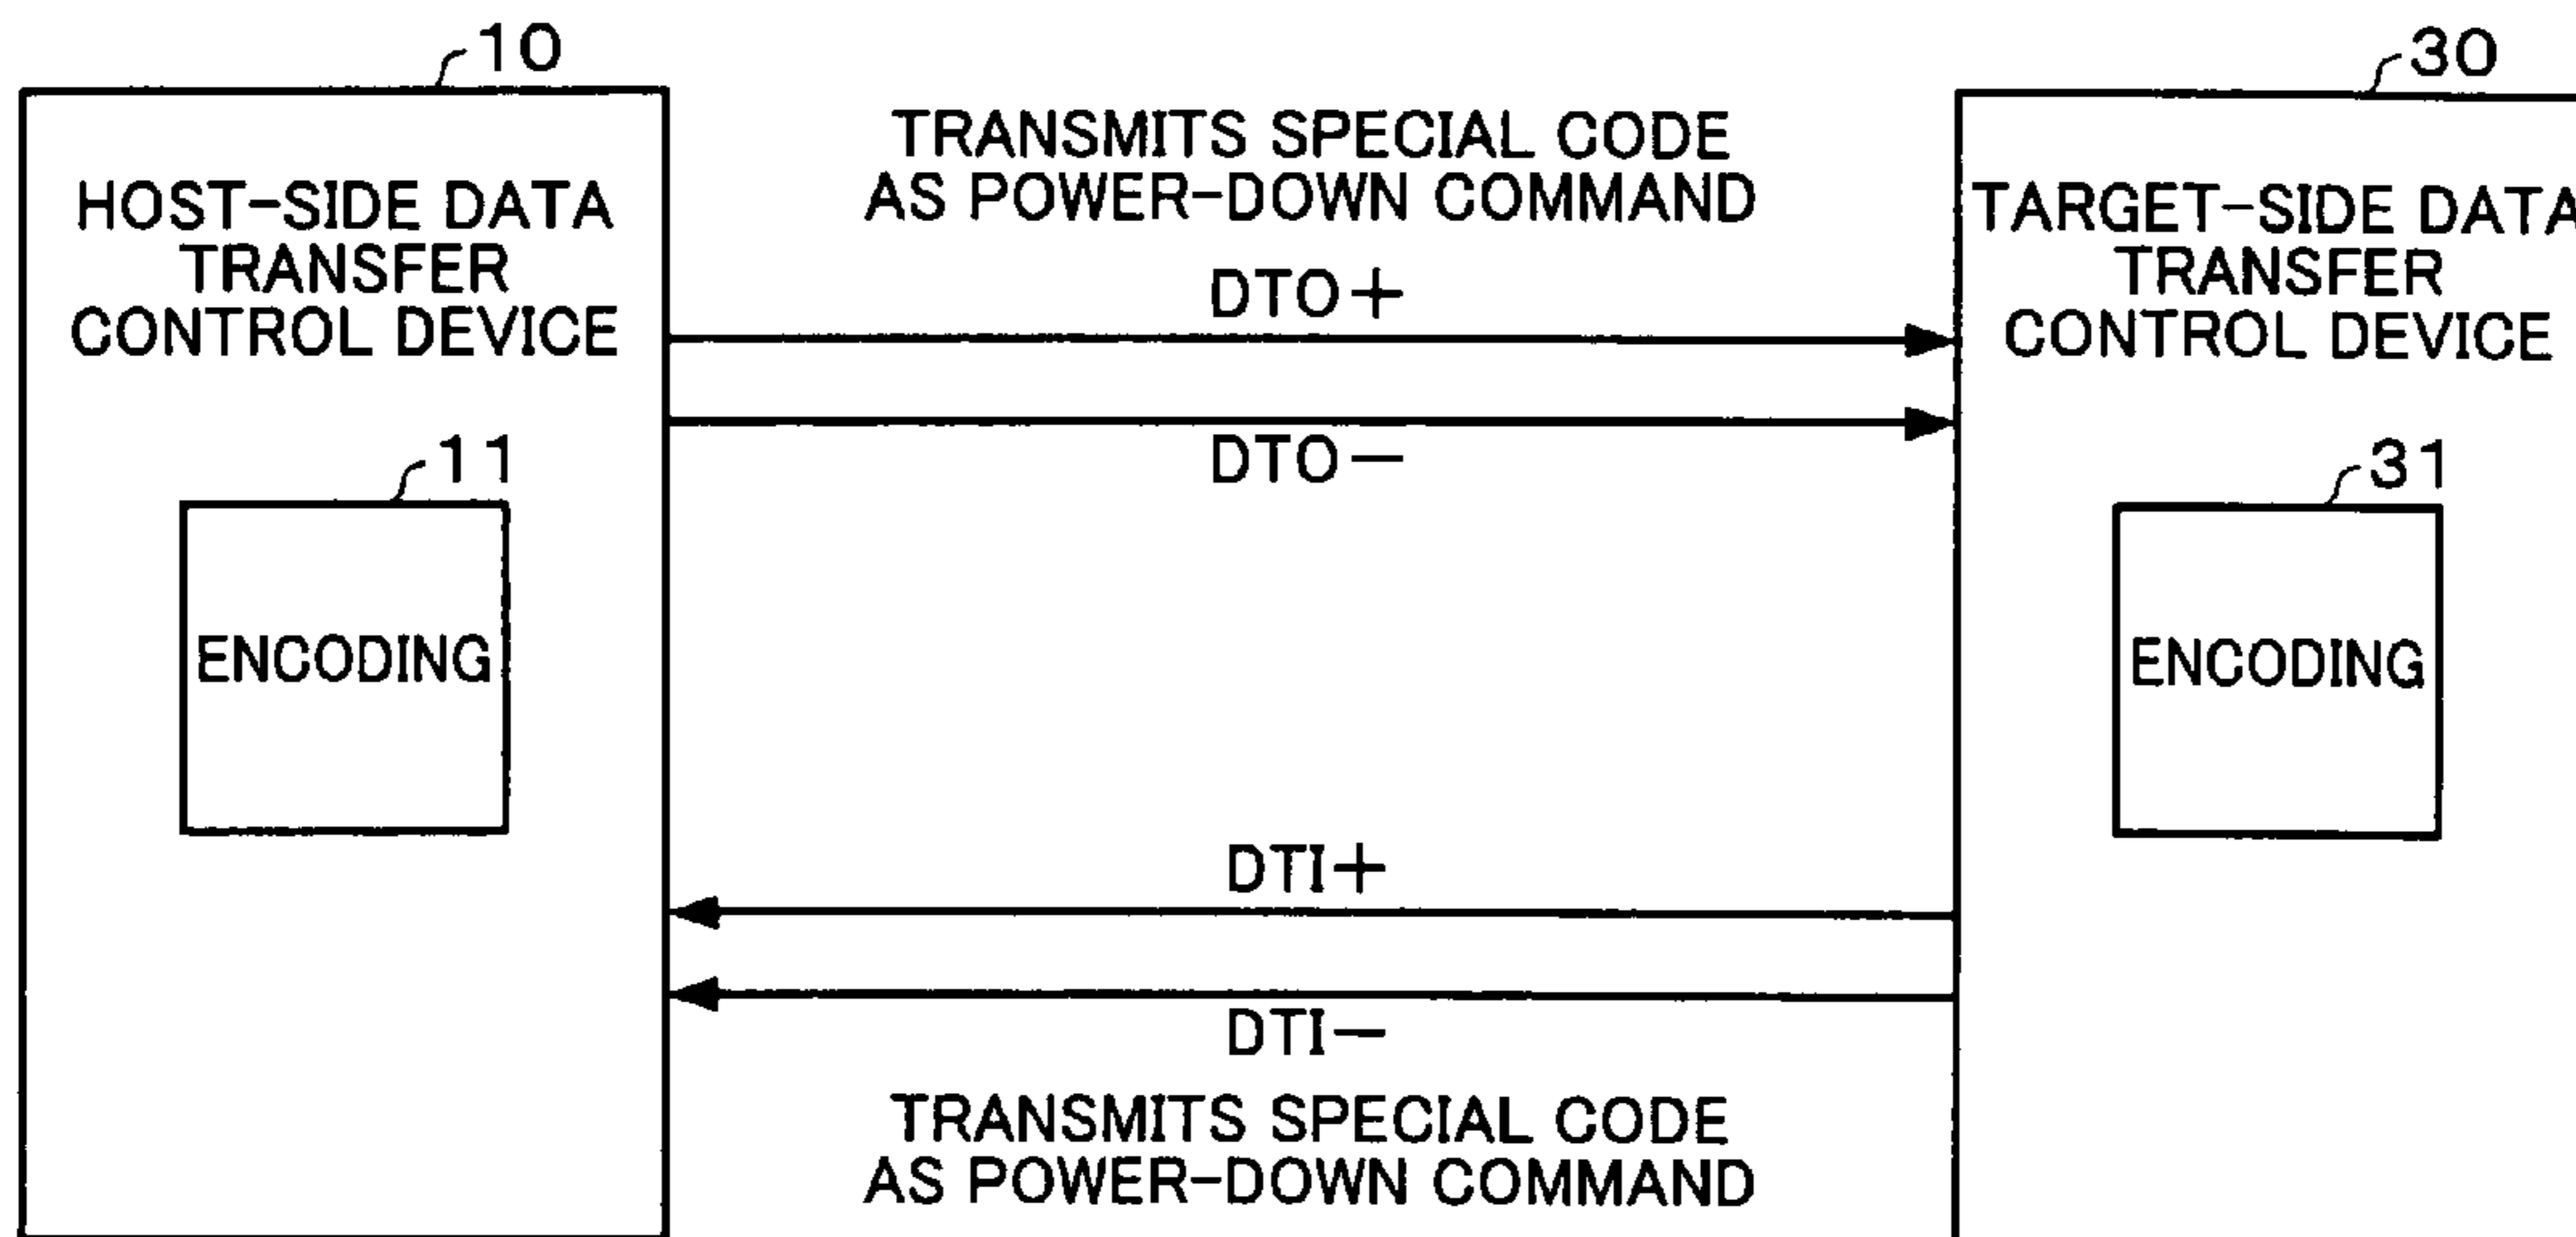 10
HOST-SIDE DATA
TRANSFER
CONTROL DEVICE
11
ENCODING
TRANSMITS SPECIAL CODE
AS POWER-DOWN COMMAND
DTO+
DTO−
DTI+
DTI−
TRANSMITS SPECIAL CODE
AS POWER-DOWN COMMAND
30
TARGET-SIDE DATA
TRANSFER
CONTROL DEVICE
31
ENCODING